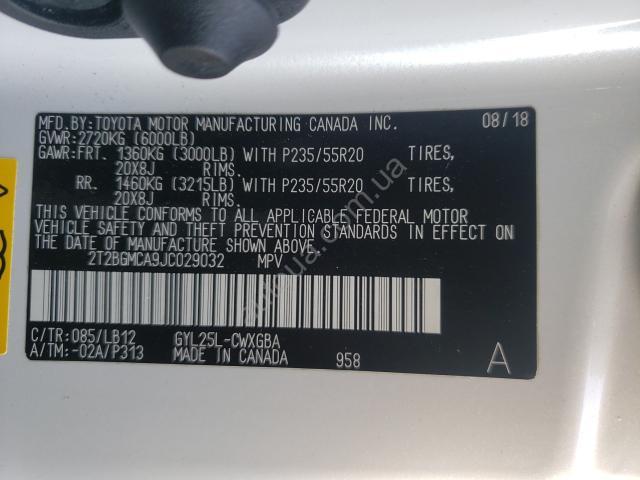 MFD.BY:TOYOTA MOTOR MANUFACTURING CANADA INC. 08/18
GVWR:2720KG (6000LB)
GAWR:FRT. 1360KG (3000LB) WITH P235/55R20 TIRES,
20X8J RIMS.
RR. 1460KG (3215LB) WITH P235/55R20 TIRES,
20X8J RIMS.
THIS VEHICLE CONFORMS TO ALL APPLICABLE FEDERAL MOTOR
VEHICLE SAFETY AND THEFT PREVENTION STANDARDS IN EFFECT ON
THE DATE OF MANUFACTURE SHOWN ABOVE.
2T2BGMCA9JC029032 MPV
C/TR:085/LB12 GYL25L-CWXGBA
A/TM:-02A/P313 MADE IN CANADA 958 A